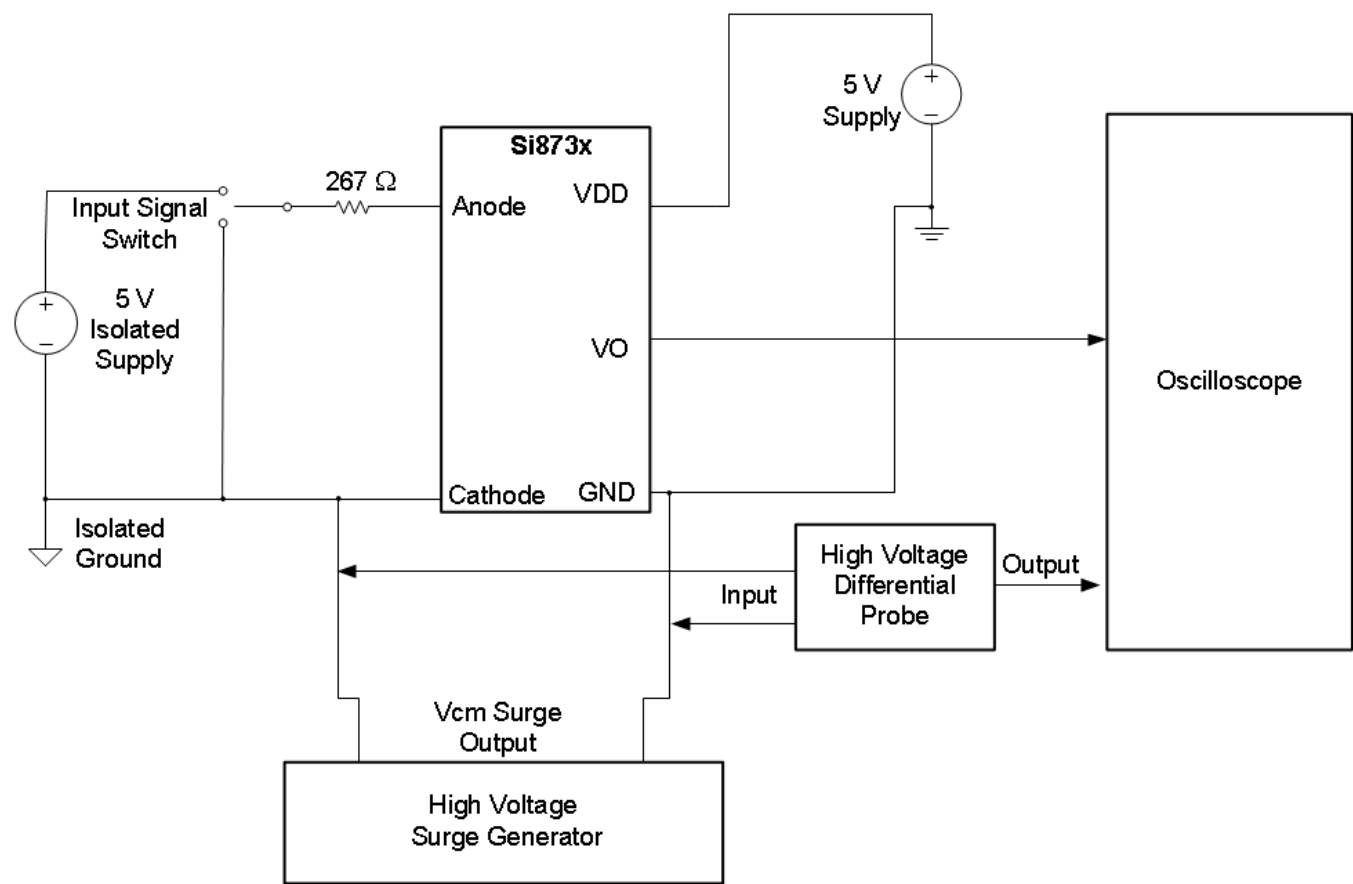 5 V
Supply
+
−
Si873x
267 Ω
Anode
VDD
Input Signal
Switch
+
−
5 V
Isolated
Supply
VO
Oscilloscope
Cathode
GND
Isolated
Ground
High Voltage
Differential
Probe
Input
Output
Vcm Surge
Output
High Voltage
Surge Generator